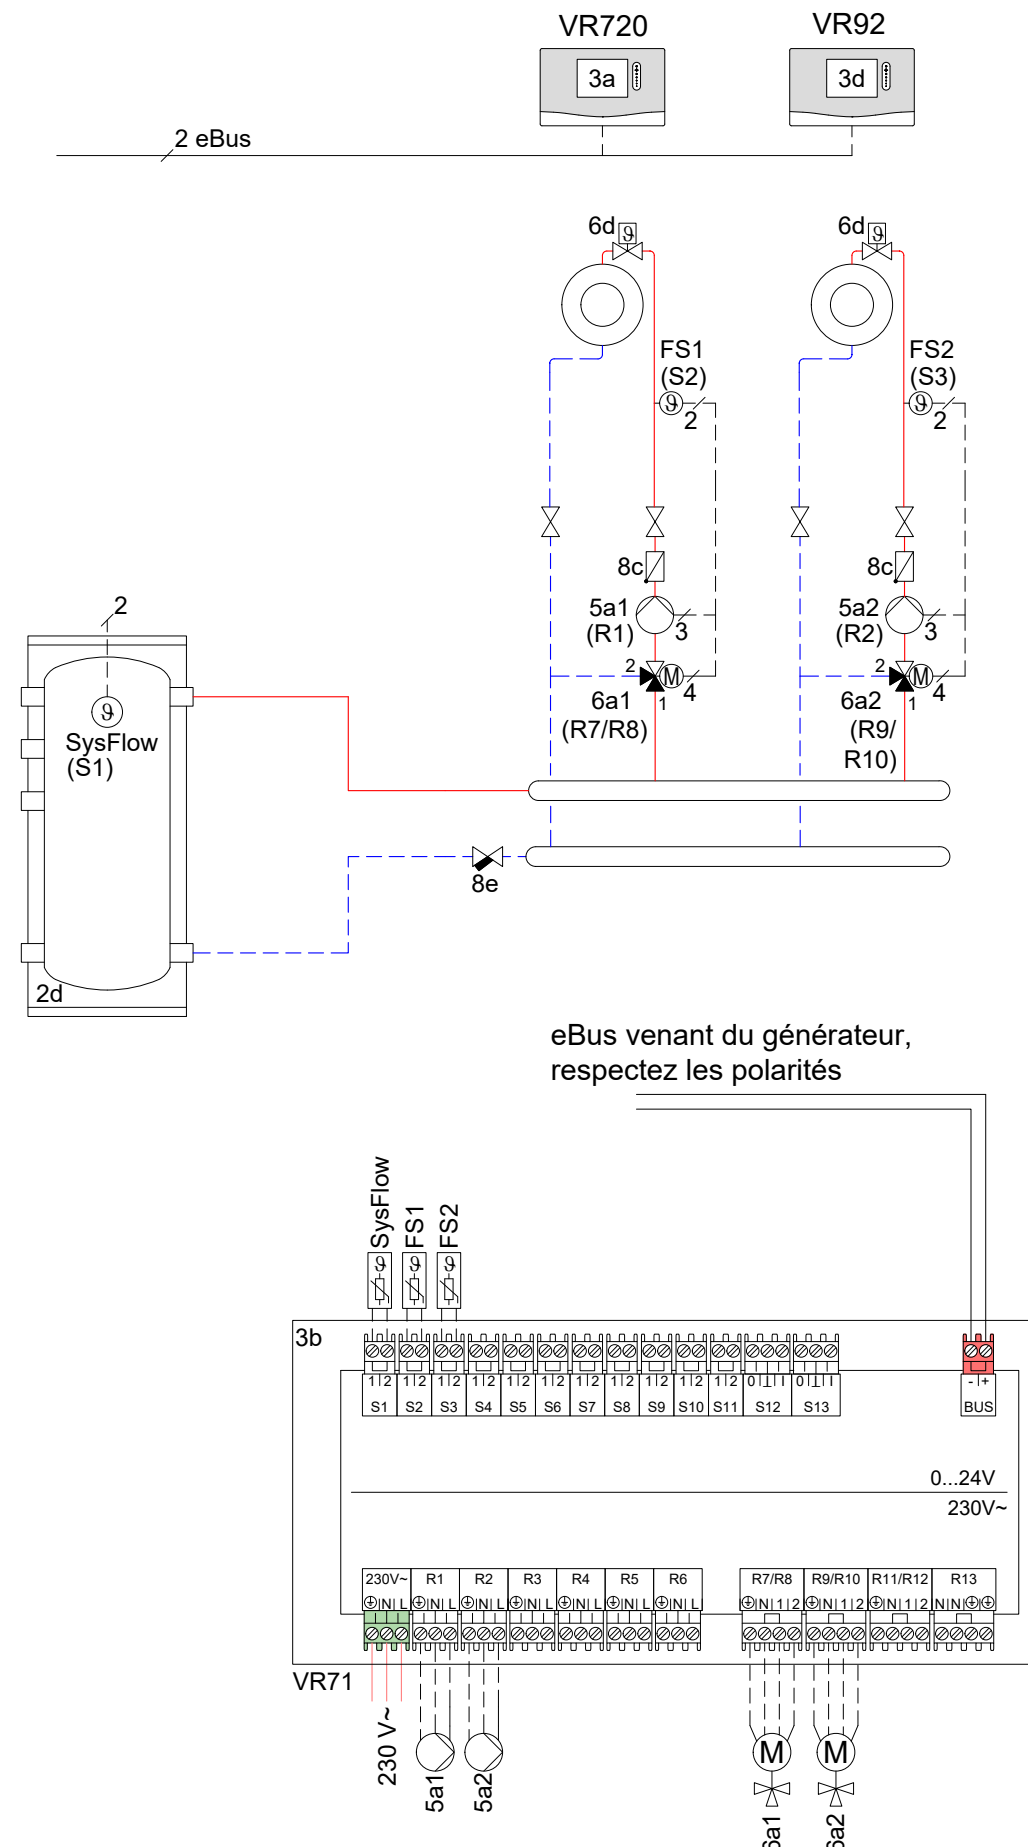 VR720 VR92
3a 3d
2 eBus
6d ϑ 6d ϑ
FS1 FS2
(S2) (S3)
ϑ 2 ϑ 2
8c 8c
5a1 5a2
(R1) 3 (R2) 3
2 M 4 2 M 4
1 1
6a1 6a2
(R7/R8) (R9/
R10)
2
ϑ
SysFlow
(S1)
8e
2d
eBus venant du générateur,
respectez les polarités
SysFlow FS1 FS2
ϑ ϑ ϑ
3b
1|2 1|2 1|2 1|2 1|2 1|2 1|2 1|2 1|2 1|2 1|2 0|⊥|I 0|⊥|I - | +
S1 S2 S3 S4 S5 S6 S7 S8 S9 S10 S11 S12 S13 BUS
0...24V
230V~
230V~ R1 R2 R3 R4 R5 R6 R7/R8 R9/R10 R11/R12 R13
⏚|N|L ⏚|N|L ⏚|N|L ⏚|N|L ⏚|N|L ⏚|N|L ⏚|N|L ⏚|N|1|2 ⏚|N|1|2 ⏚|N|1|2 N|N|⏚|⏚
VR71
230 V~ 5a1 5a2 M M
6a1 6a2